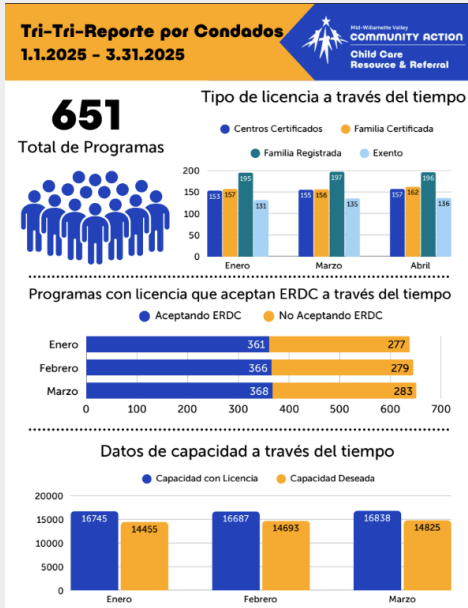 Tri-Tri-Reporte por Condados
1.1.2025 - 3.31.2025
Mid-Willamette Valley
COMMUNITY ACTION
Child Care
Resource & Referral
651
Total de Programas
Tipo de licencia a través del tiempo
Centros Certificados Familia Certificada
Familia Registrada Exento
200
150
100
50
0
153 157 195 131
155 156 197 135
157 162 196 136
Enero Marzo Abril
Programas con licencia que aceptan ERDC a través del tiempo
Aceptando ERDC No Aceptando ERDC
Enero 361 277
Febrero 366 279
Marzo 368 283
0 100 200 300 400 500 600 700
Datos de capacidad a través del tiempo
Capacidad con Licencia Capacidad Deseada
20000
15000
10000
5000
0
16745 14455 16687 14693 16838 14825
Enero Febrero Marzo